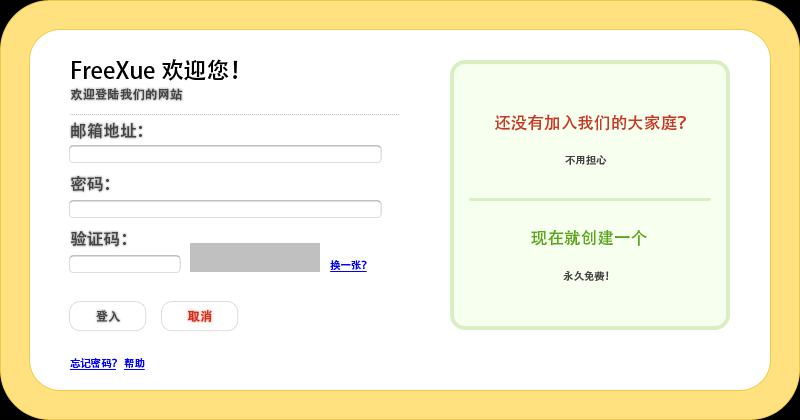 FreeXue 欢迎您!
欢迎登陆我们的网站
邮箱地址:
密码:
验证码:
换一张?
登入 取消
忘记密码? 帮助
还没有加入我们的大家庭?
不用担心
现在就创建一个
永久免费!